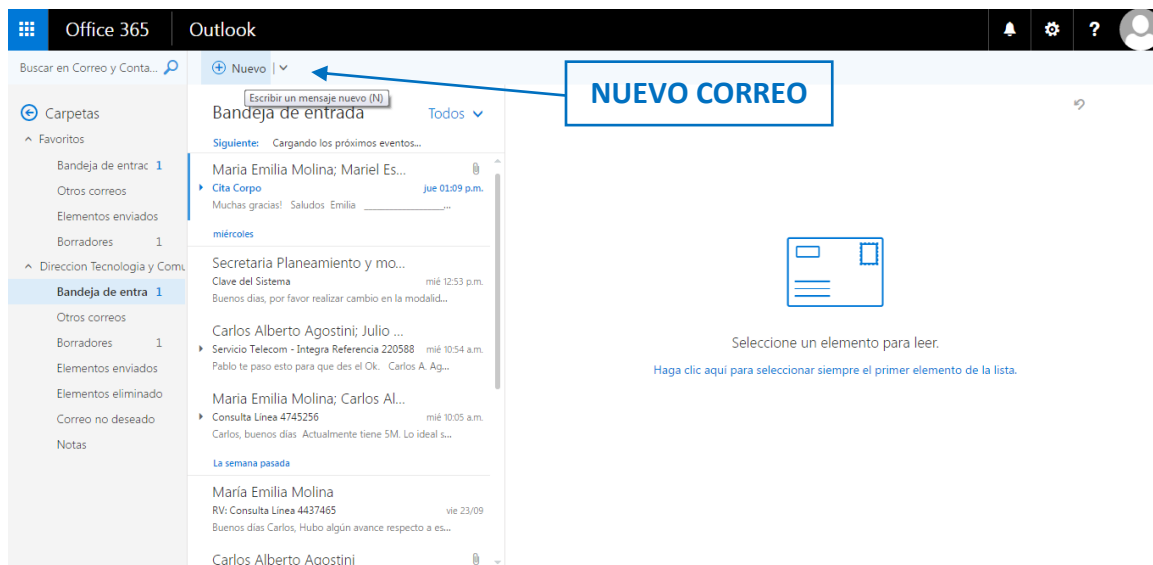 Office 365
Outlook
?
Buscar en Correo y Conta...
Nuevo
NUEVO CORREO
Escribir un mensaje nuevo (N)
Carpetas
Favoritos
Bandeja de entrac 1
Otros correos
Elementos enviados
Borradores 1
Direccion Tecnologia y Comu
Bandeja de entra 1
Otros correos
Borradores 1
Elementos enviados
Elementos eliminado
Correo no deseado
Notas
Bandeja de entrada Todos
Siguiente: Cargando los próximos eventos...
Maria Emilia Molina; Mariel Es...
Cita Corpo jue 01:09 p.m.
Muchas gracias! Saludos Emilia ___________________...
miércoles
Secretaria Planeamiento y mo...
Clave del Sistema mié 12:53 p.m.
Buenos días, por favor realizar cambio en la modalid...
Carlos Alberto Agostini; Julio ...
Servicio Telecom - Integra Referencia 220588 mié 10:54 a.m.
Pablo te paso esto para que des el Ok. Carlos A. Ag...
Maria Emilia Molina; Carlos Al...
Consulta Linea 4745256 mié 10:05 a.m.
Carlos, buenos días Actualmente tiene 5M. Lo ideal s...
La semana pasada
María Emilia Molina
RV: Consulta Linea 4437465 vie 23/09
Buenos días Carlos, Hubo algún avance respecto a es...
Carlos Alberto Agostini
Seleccione un elemento para leer.
Haga clic aquí para seleccionar siempre el primer elemento de la lista.